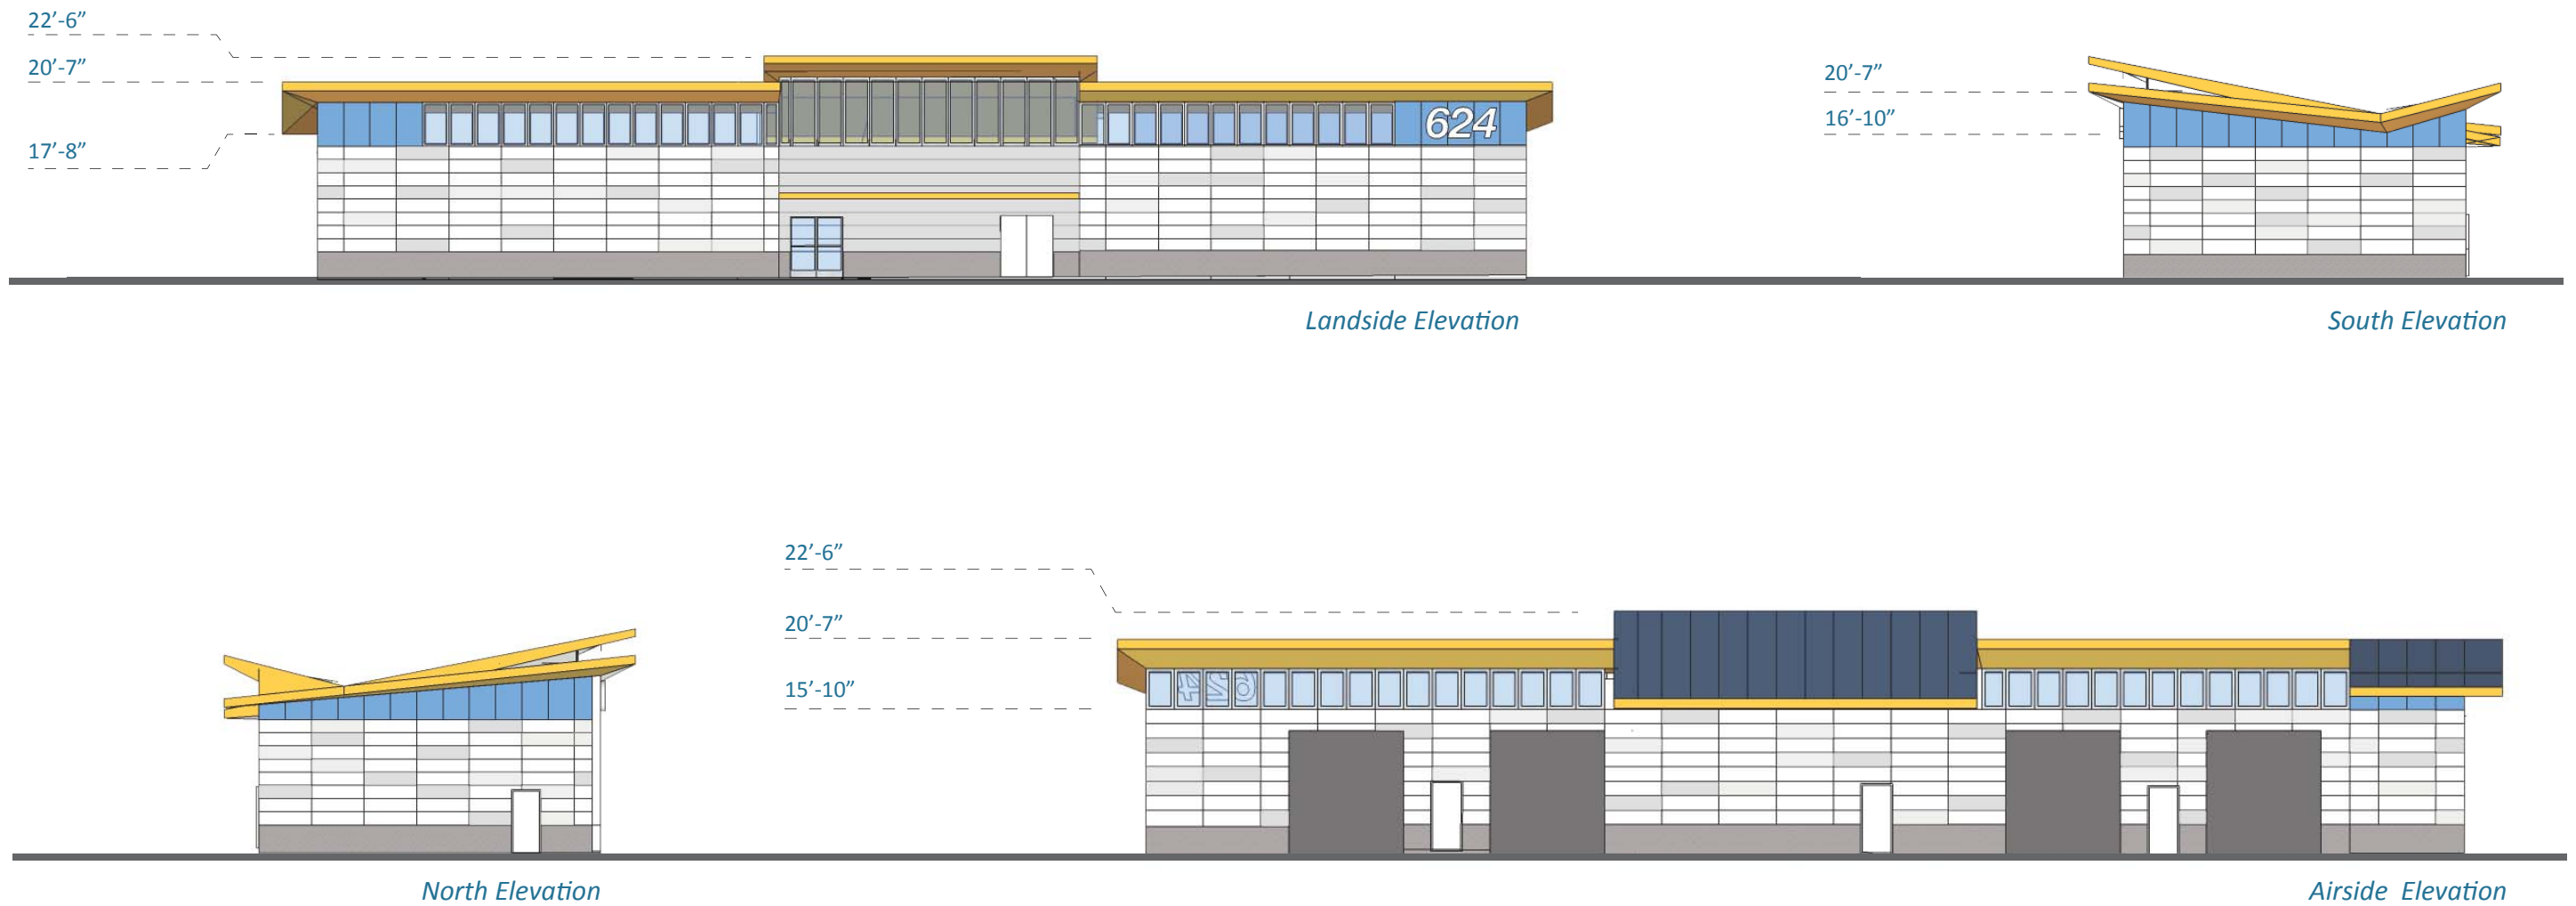 22’-6”
20’-7”
17’-8”
624
Landside Elevation
20’-7”
16’-10”
South Elevation
North Elevation
22’-6”
20’-7”
15’-10”
624
Airside Elevation